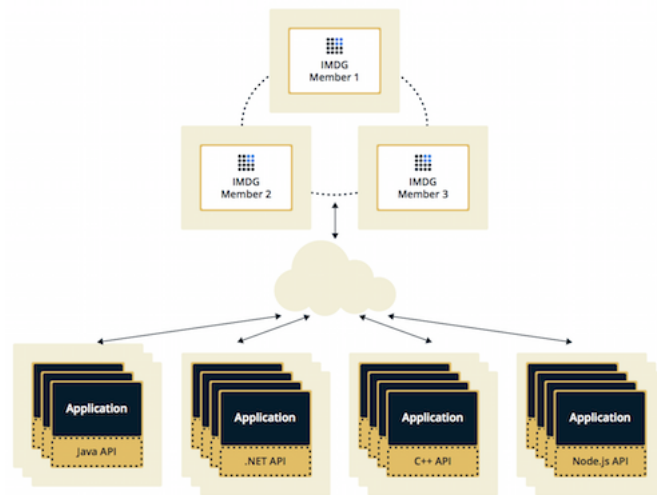 IMDG
Member 1
IMDG
Member 2
IMDG
Member 3
Application
Java API
Application
.NET API
Application
C++ API
Application
Node.js API